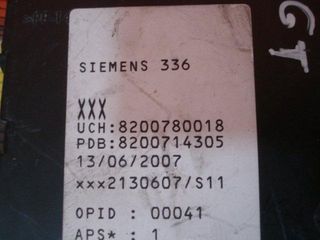 SIEMENS 336
XXX
UCH:8200780018
PDB:8200714305
13/06/2007
xxx2130607/S11
OPID : 00041
APS* : 1